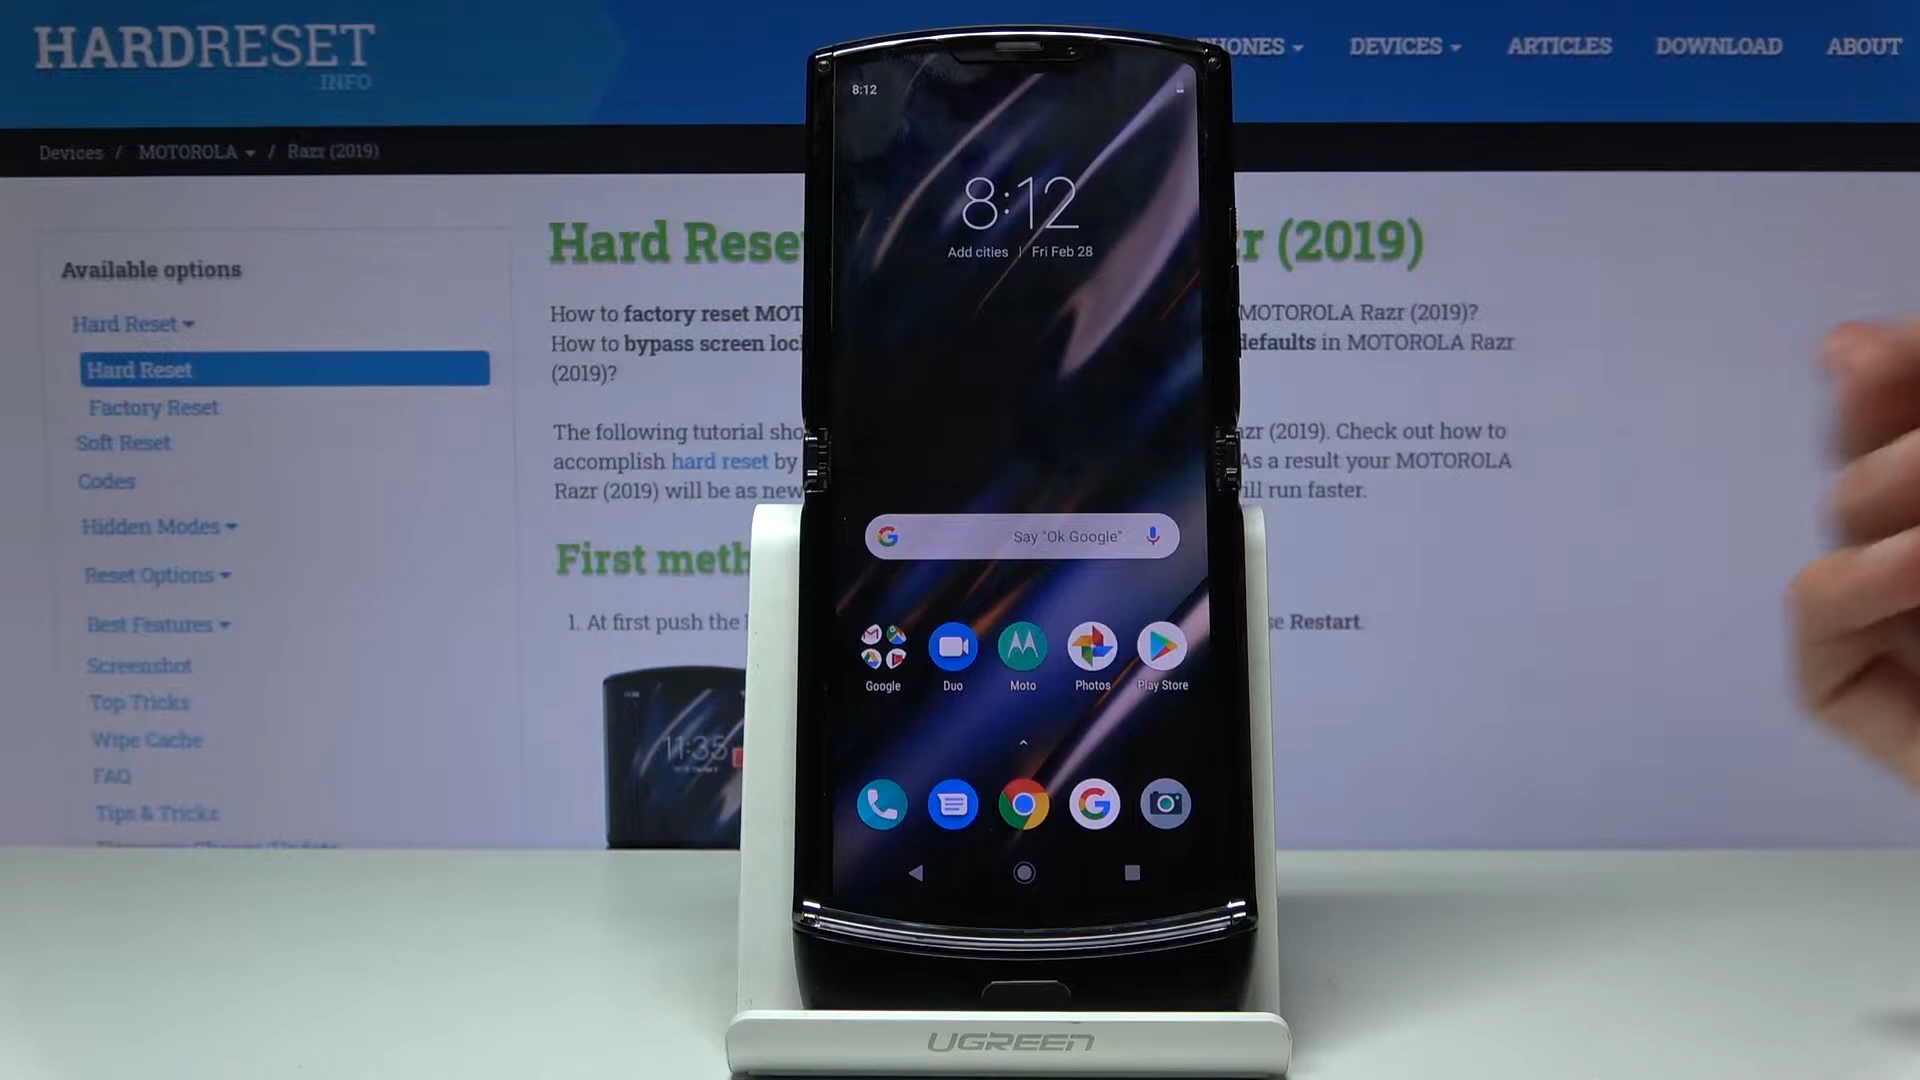 HARDRESET
INFO
PHONES
DEVICES
ARTICLES
DOWNLOAD
ABOUT
Devices / MOTOROLA / Razr (2019)
Available options
Hard Reset
Hard Reset
Factory Reset
Soft Reset
Codes
Hidden Modes
Reset Options
Best Features
Screenshot
Top Tricks
Wipe Cache
FAQ
Tips & Tricks
Hard Rese
r (2019)
How to factory reset MOT
MOTOROLA Razr (2019)?
How to bypass screen loc
defaults in MOTOROLA Razr
(2019)?
The following tutorial sho
azr (2019). Check out how to
accomplish hard reset by
As a result your MOTOROLA
Razr (2019) will be as new
ill run faster.
First meth
1. At first push the
se Restart.
11:35
8:12
8:12
Add cities | Fri Feb 28
Say "Ok Google"
Google
Duo
Moto
Photos
Play Store
UGREEN